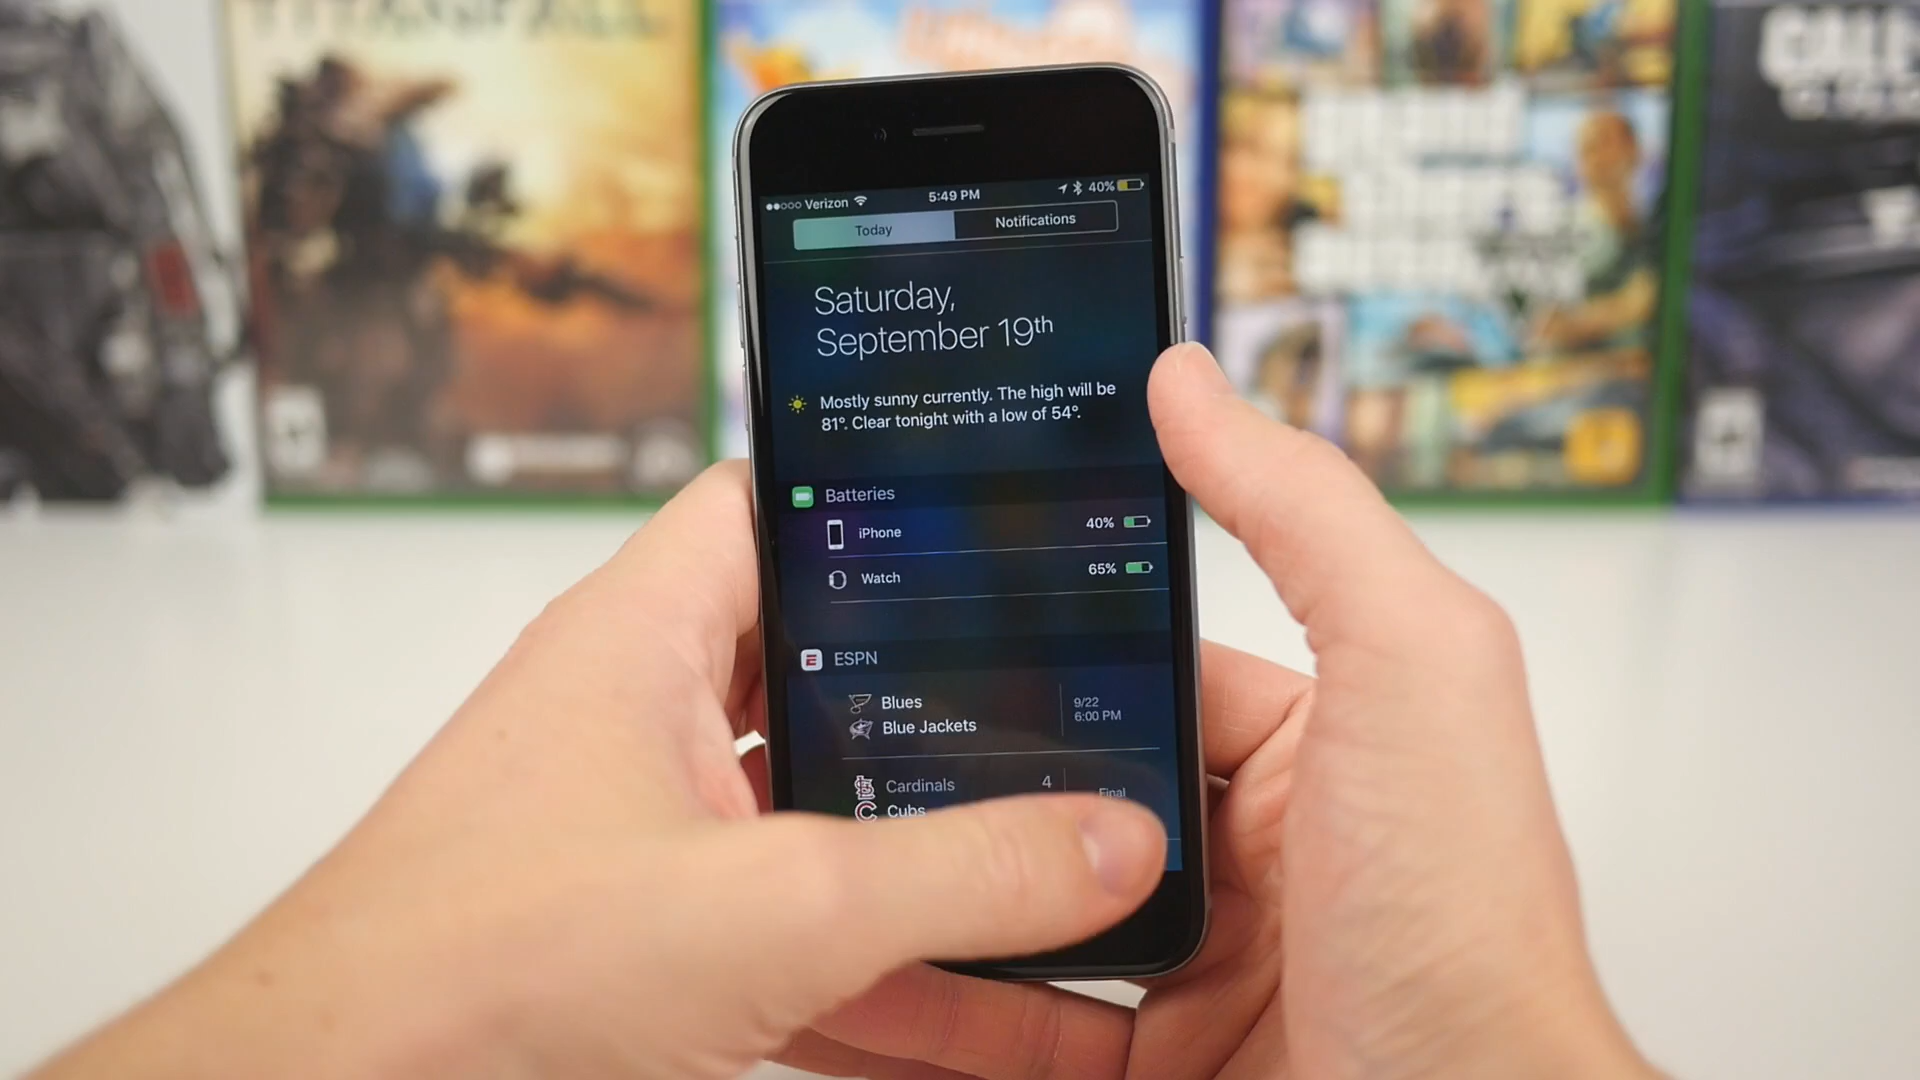 TITANFALL
Verizon
5:49 PM
40%
Today
Notifications
Saturday,
September 19th
Mostly sunny currently. The high will be
81°. Clear tonight with a low of 54°.
Batteries
iPhone
40%
Watch
65%
ESPN
Blues
9/22
6:00 PM
Blue Jackets
Cardinals
4
Final
Cubs